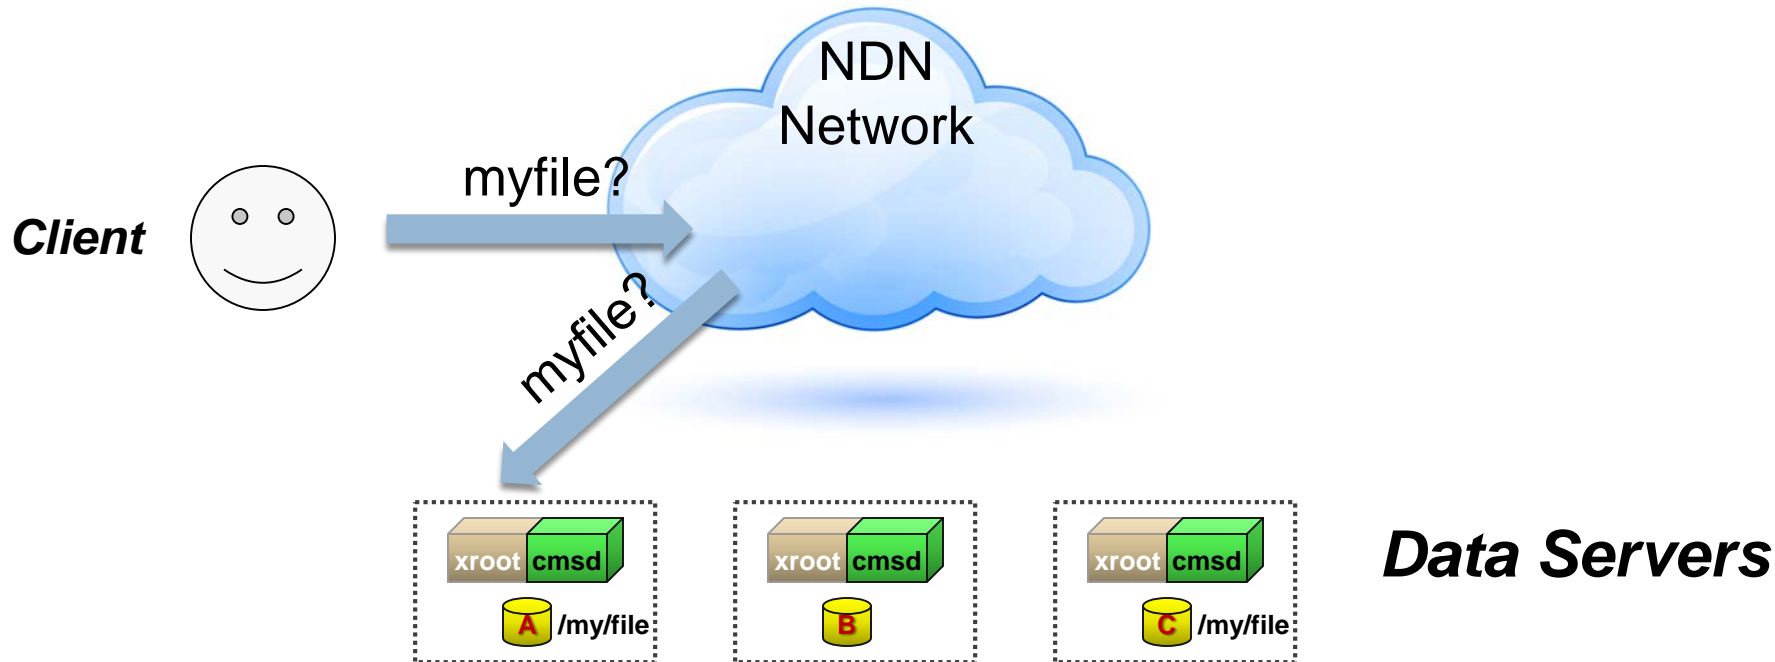 NDN
Network
myfile?
Client
myfile?
xroot cmsd
A /my/file
xroot cmsd
B
xroot cmsd
C /my/file
Data Servers